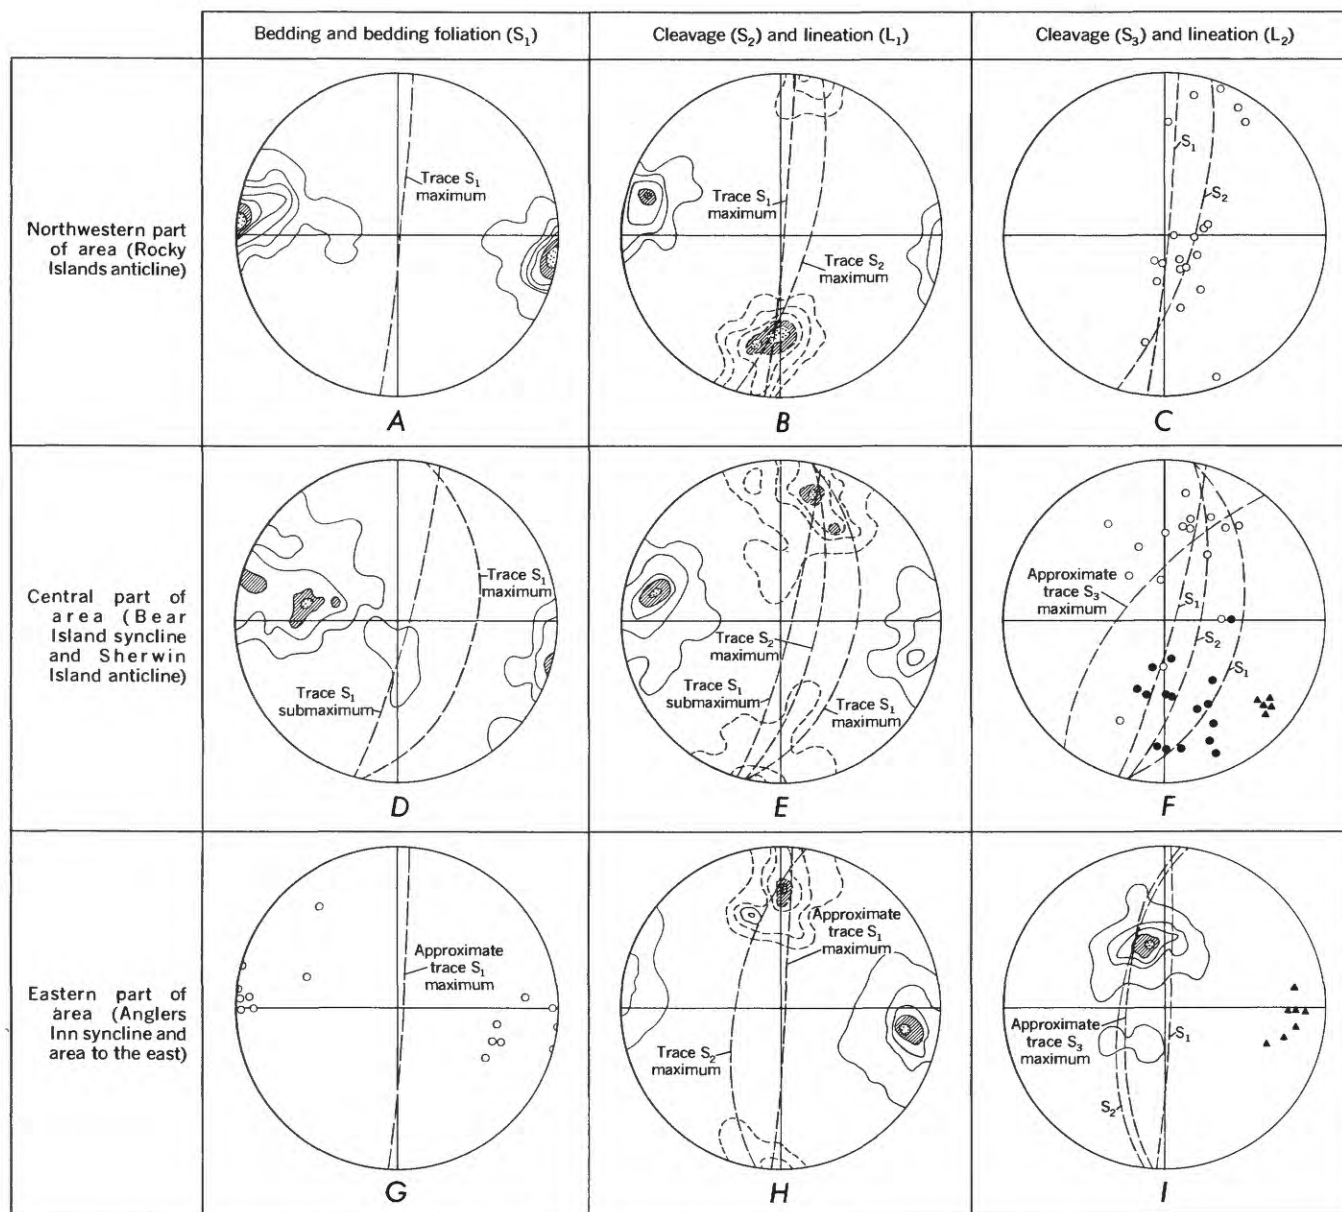 Bedding and bedding foliation (S1)
Cleavage (S2) and lineation (L1)
Cleavage (S3) and lineation (L2)
Northwestern part
of area (Rocky
Islands anticline)
Trace S1
maximum
A
Trace S1
maximum
Trace S2
maximum
B
S1
S2
C
Central part of
area (Bear
Island syncline
and Sherwin
Island anticline)
Trace S1
maximum
Trace S1
submaximum
D
Trace S2
maximum
Trace S1
submaximum
Trace S1
maximum
E
Approximate
trace S3
maximum
S1
S2
S1
F
Eastern part of
area (Anglers
Inn syncline and
area to the east)
Approximate
trace S1
maximum
G
Approximate
trace S1
maximum
Trace S2
maximum
H
Approximate
trace S3
maximum
S1
S2
I